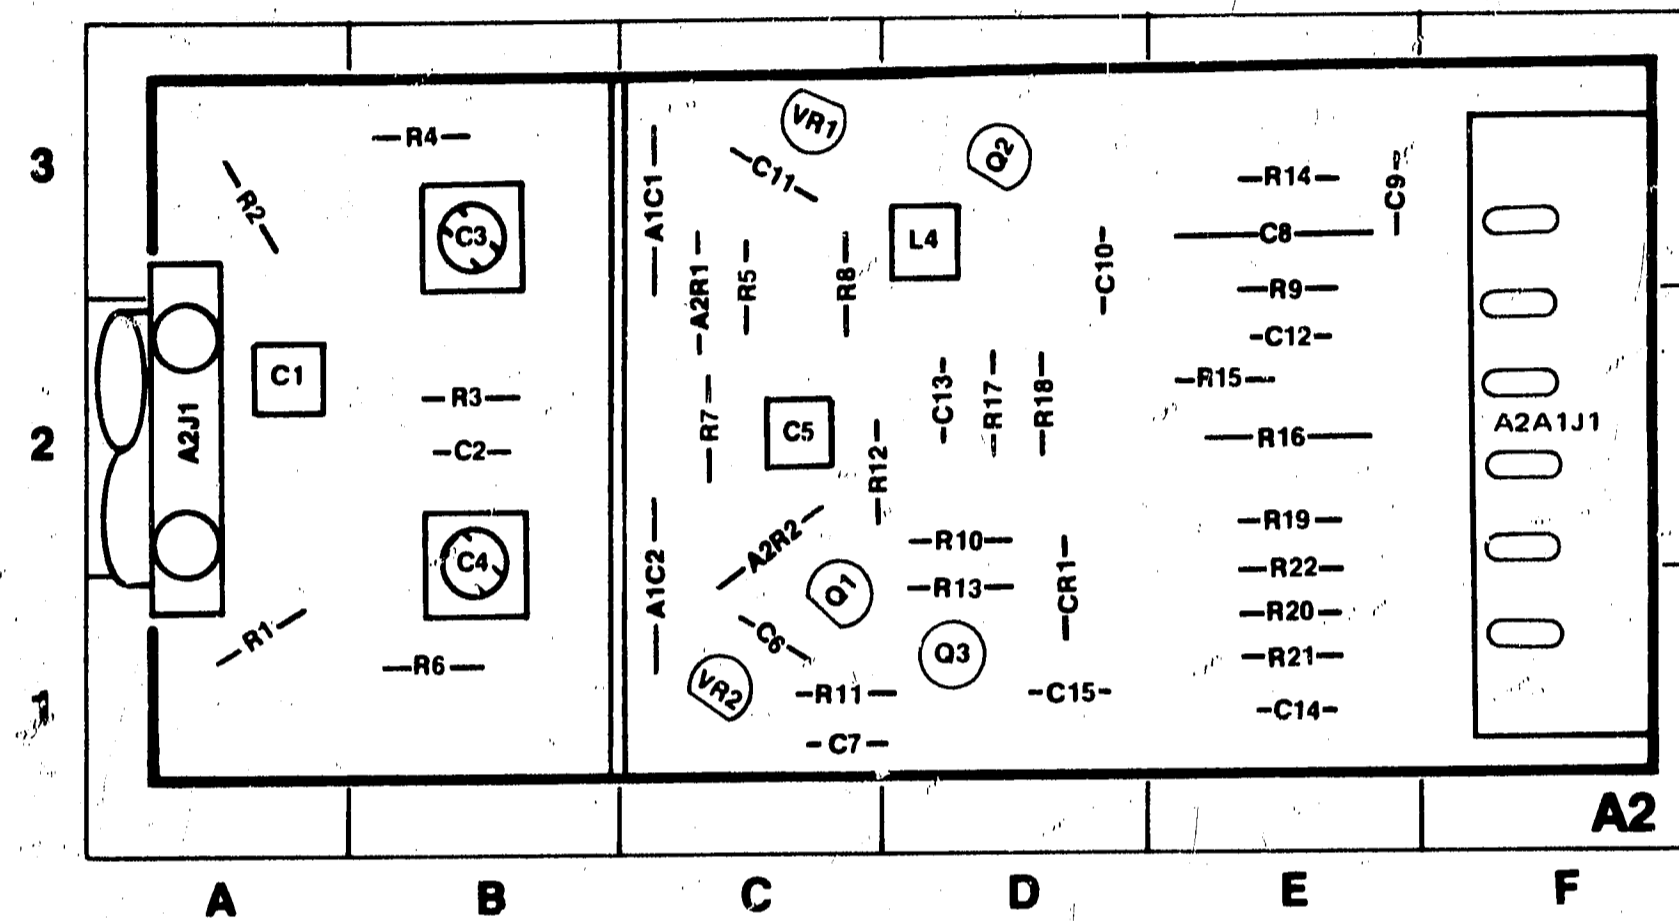 3
2
1
R4
R2
C3
C1
A2J1
R3
C2
C4
R1
R6
VR1
C11
A1C1
A2R1
R5
R8
R7
C5
R12
A2R2
A1C2
Q1
C6
VR2
R11
C7
Q2
L4
C10
C13
R17
R18
R10
R13
CR1
Q3
C15
R14
C9
C8
R9
C12
R15
R16
R19
R22
R20
R21
C14
A2A1J1
A2
A B C D E F